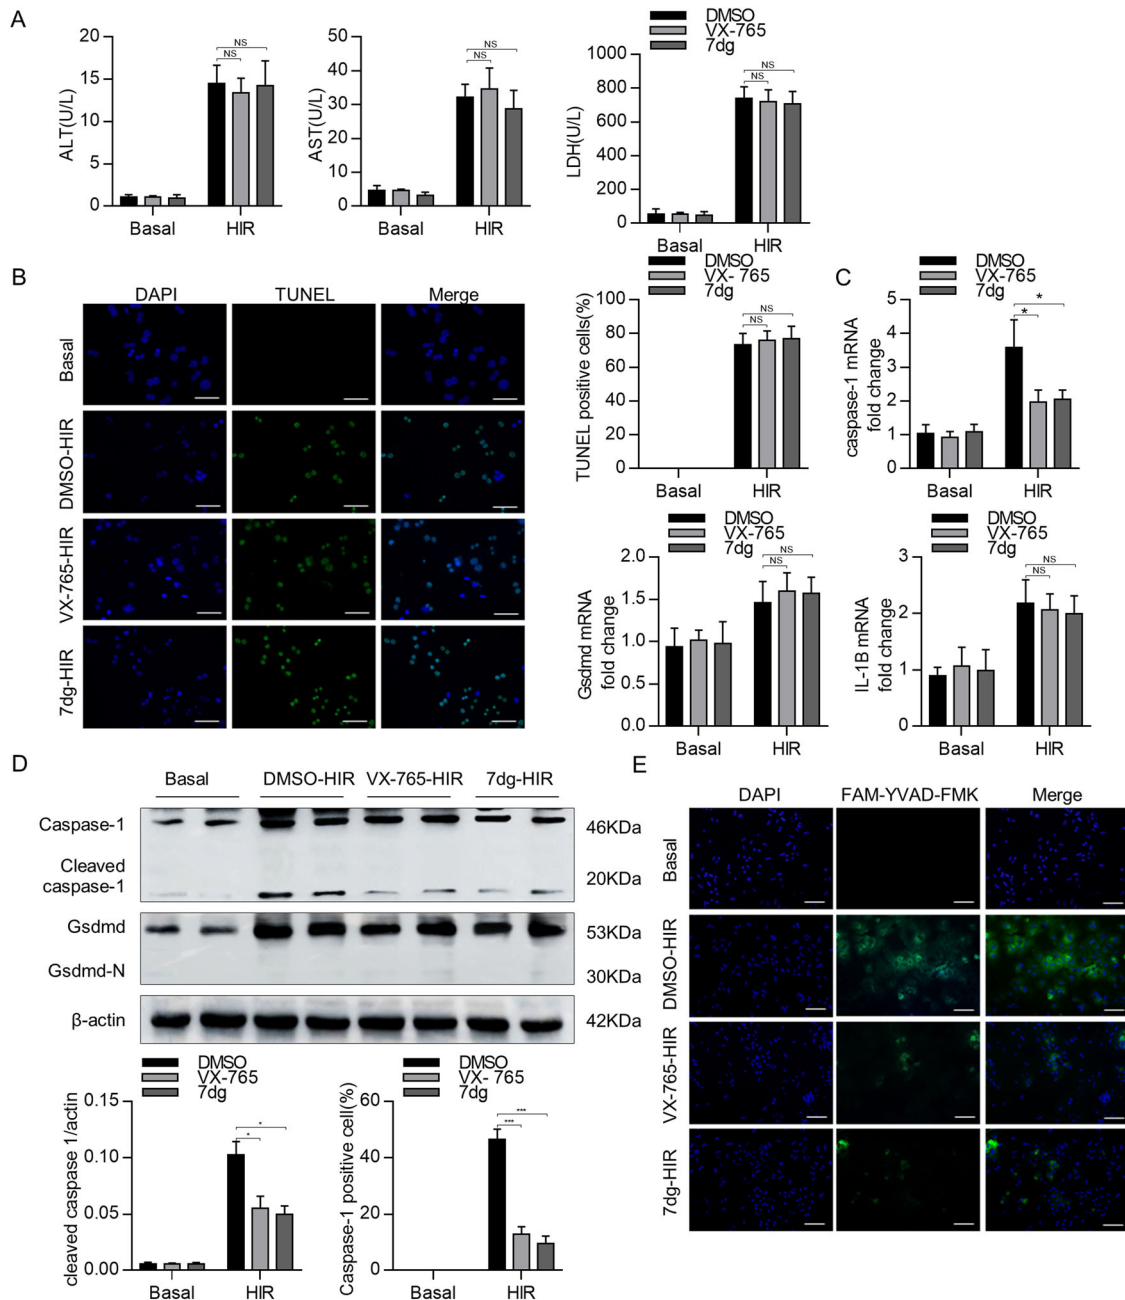 A
DMSO
VX-765
7dg
ALT(U/L)
20
15
10
5
0
NS
NS
Basal
HIR
AST(U/L)
50
40
30
20
10
0
NS
NS
Basal
HIR
LDH(U/L)
1000
800
600
400
200
0
NS
NS
Basal
HIR
B
DAPI
TUNEL
Merge
Basal
DMSO-HIR
VX-765-HIR
7dg-HIR
DMSO
VX-765
7dg
TUNEL positive cells(%)
100
80
60
40
20
0
NS
NS
Basal
HIR
C
DMSO
VX-765
7dg
caspase-1 mRNA
fold change
5
4
3
2
1
0
*
*
Basal
HIR
DMSO
VX-765
7dg
Gsdmd mRNA
fold change
2.0
1.5
1.0
0.5
0.0
NS
NS
Basal
HIR
DMSO
VX-765
7dg
IL-1B mRNA
fold change
3
2
1
0
NS
NS
Basal
HIR
D
Basal
DMSO-HIR
VX-765-HIR
7dg-HIR
Caspase-1
46KDa
Cleaved
caspase-1
20KDa
Gsdmd
53KDa
Gsdmd-N
30KDa
β-actin
42KDa
DMSO
VX-765
7dg
cleaved caspase 1/actin
0.15
0.10
0.05
0.00
*
*
Basal
HIR
DMSO
VX- 765
7dg
Caspase-1 positive cell(%)
60
40
20
0
***
***
Basal
HIR
E
DAPI
FAM-YVAD-FMK
Merge
Basal
DMSO-HIR
VX-765-HIR
7dg-HIR